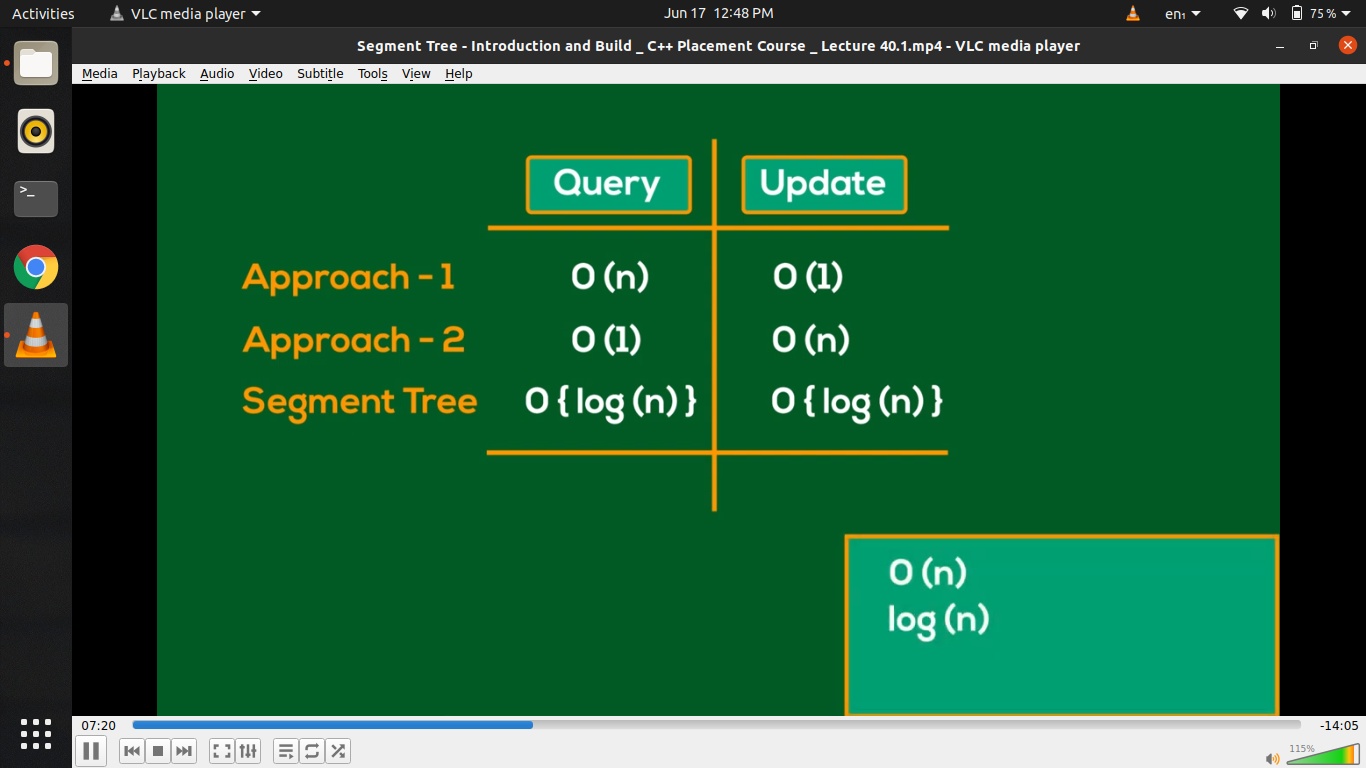 Activities VLC media player Jun 17 12:48 PM en₁ 75 %
Segment Tree - Introduction and Build _ C++ Placement Course _ Lecture 40.1.mp4 - VLC media player
Media Playback Audio Video Subtitle Tools View Help
Query Update
Approach - 1 O (n) O (1)
Approach - 2 O (1) O (n)
Segment Tree O { log (n) } O { log (n) }
O (n)
log (n)
07:20 -14:05
115%